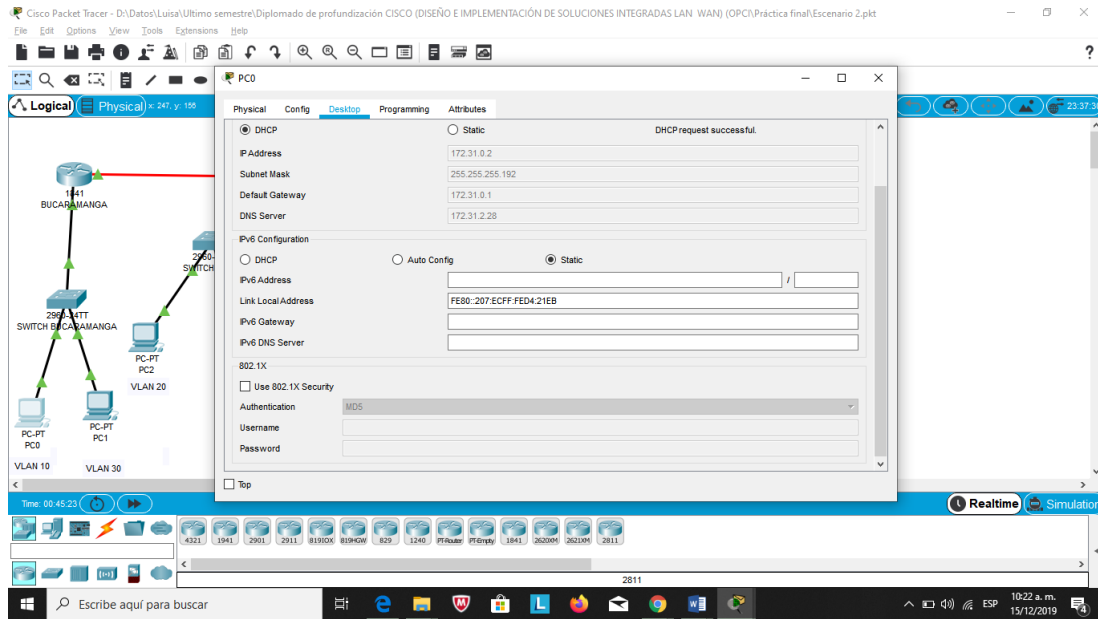 Cisco Packet Tracer - D:\Datos\Luisa\Ultimo semestre\Diplomado de profundización CISCO (DISEÑO E IMPLEMENTACIÓN DE SOLUCIONES INTEGRADAS LAN WAN) (OPCI\Práctica final\Escenario 2.pkt
File Edit Options View Tools Extensions Help
?
PC0
Logical Physical x: 247, y: 156
23:37:30
Physical Config Desktop Programming Attributes
DHCP Static DHCP request successful.
IP Address 172.31.0.2
Subnet Mask 255.255.255.192
Default Gateway 172.31.0.1
DNS Server 172.31.2.28
IPv6 Configuration
DHCP Auto Config Static
IPv6 Address /
Link Local Address FE80::207:ECFF:FED4:21EB
IPv6 Gateway
IPv6 DNS Server
802.1X
Use 802.1X Security
Authentication MD5
Username
Password
Top
1841
BUCARAMANGA
2960-
SWITCH
2960-24TT
SWITCH BUCARAMANGA
PC-PT
PC2
VLAN 20
PC-PT
PC0
PC-PT
PC1
VLAN 10
VLAN 30
Time: 00:45:23
Realtime Simulation
4321 1941 2901 2911 819IOX 819HGW 829 1240 PT-Router PT-Empty 1841 2620XM 2621XM 2811
2811
Escribe aquí para buscar
ESP
10:22 a. m.
15/12/2019
4